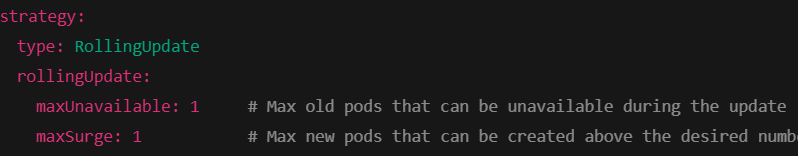 strategy:
  type: RollingUpdate
  rollingUpdate:
    maxUnavailable: 1     # Max old pods that can be unavailable during the update
    maxSurge: 1           # Max new pods that can be created above the desired